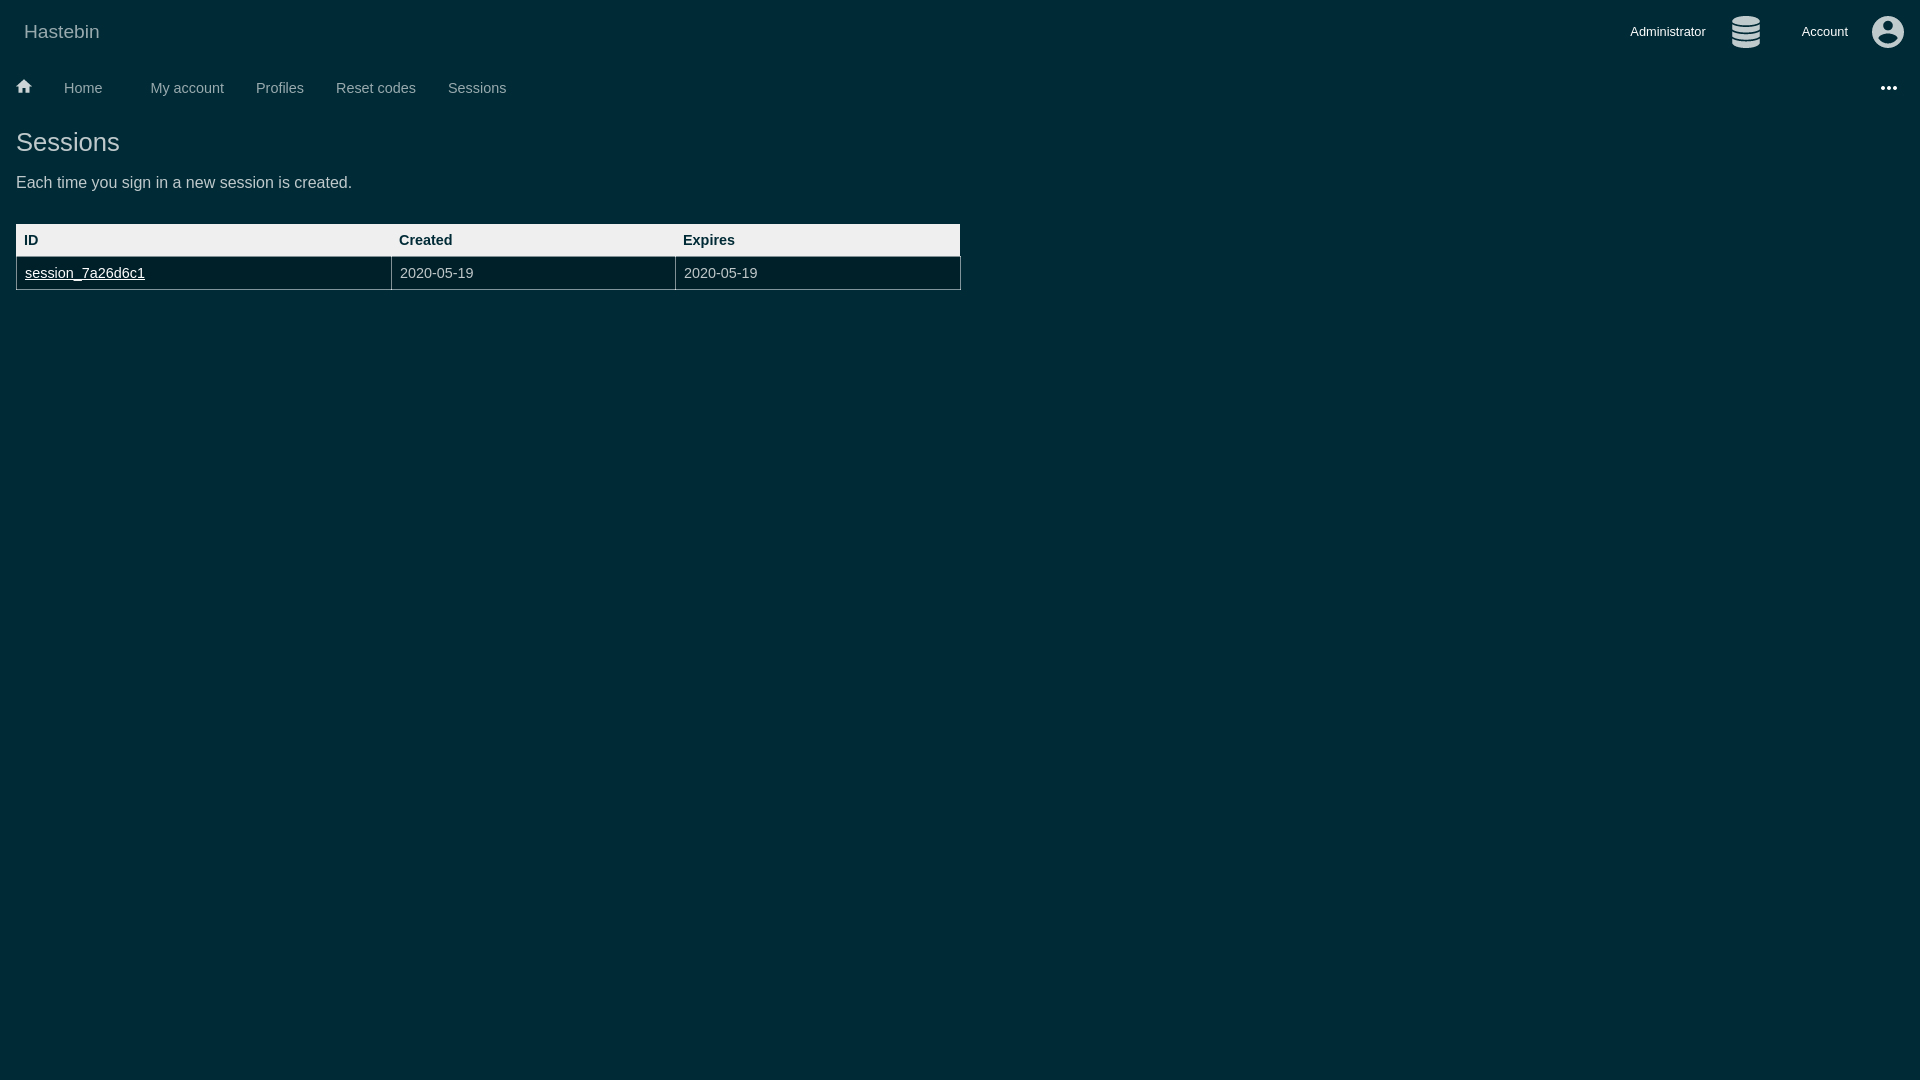 Hastebin
Administrator
Account
Home
My account
Profiles
Reset codes
Sessions
Sessions
Each time you sign in a new session is created.
ID Created Expires
session_7a26d6c1 2020-05-19 2020-05-19